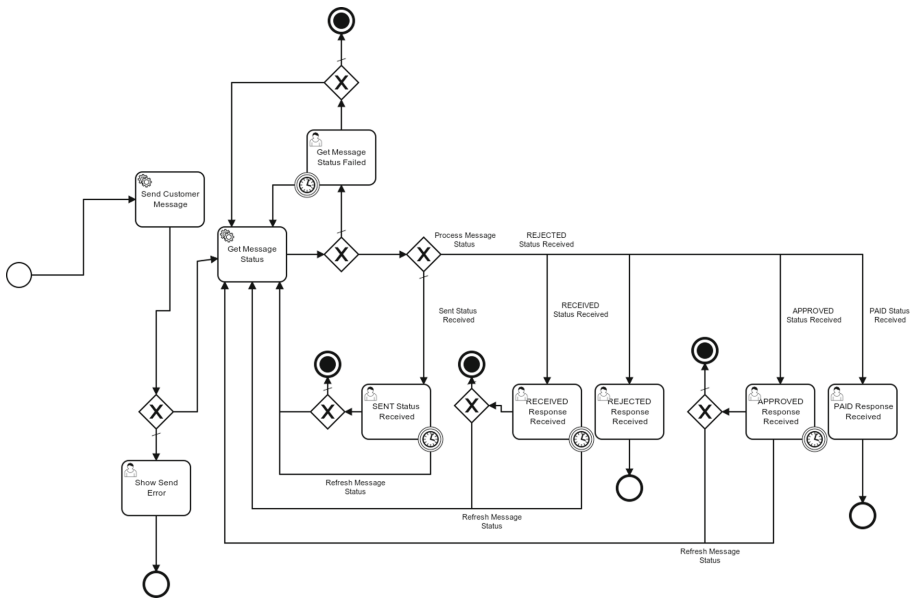 Get Message
Status Failed
Send Customer
Message
Get Message
Status
Process Message
Status
REJECTED
Status Received
Sent Status
Received
RECEIVED
Status Received
APPROVED
Status Received
PAID Status
Received
SENT Status
Received
RECEIVED
Response
Received
REJECTED
Response
Received
APPROVED
Response
Received
PAID Response
Received
Show Send
Error
Refresh Message
Status
Refresh Message
Status
Refresh Message
Status